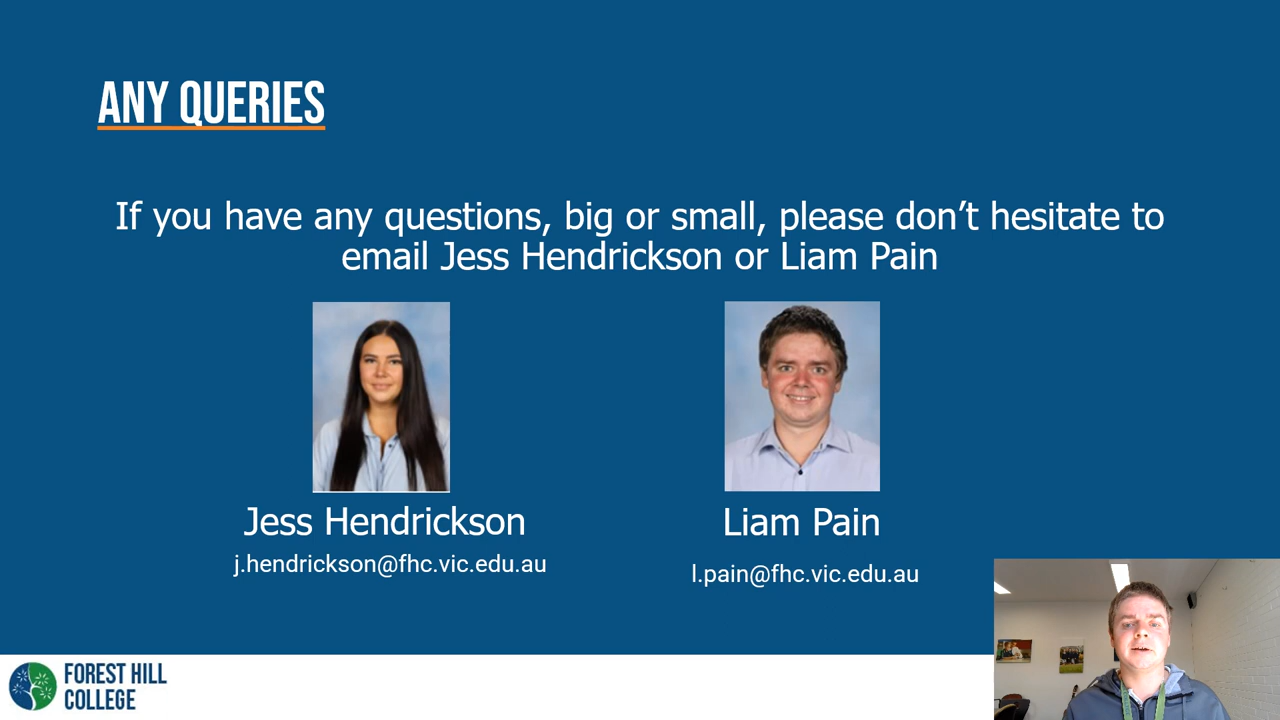 ANY QUERIES
If you have any questions, big or small, please don’t hesitate to
email Jess Hendrickson or Liam Pain
Jess Hendrickson
j.hendrickson@fhc.vic.edu.au
Liam Pain
l.pain@fhc.vic.edu.au
FOREST HILL
COLLEGE